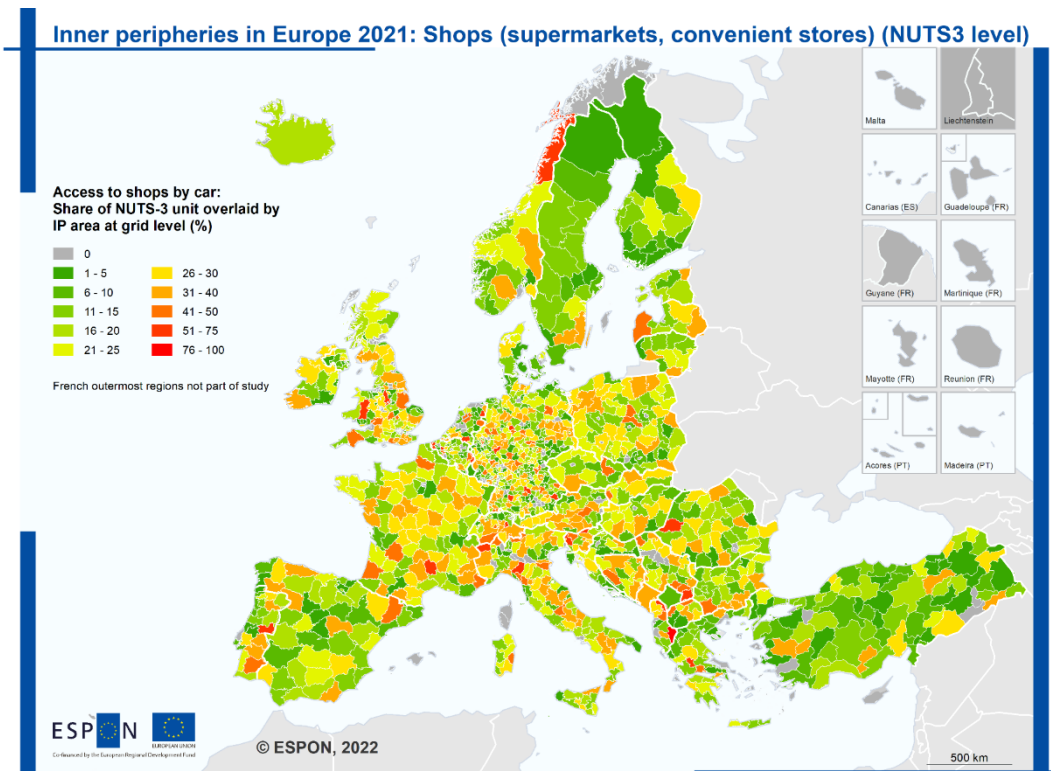 Inner peripheries in Europe 2021: Shops (supermarkets, convenient stores) (NUTS3 level)
Malta
Liechtenstein
Access to shops by car:
Share of NUTS-3 unit overlaid by
IP area at grid level (%)
Canarias (ES)
Guadeloupe (FR)
0
1 - 5
6 - 10
11 - 15
16 - 20
21 - 25
26 - 30
31 - 40
41 - 50
51 - 75
76 - 100
Guyane (FR)
Martinique (FR)
French outermost regions not part of study
Mayotte (FR)
Reunion (FR)
Acores (PT)
Madeira (PT)
ESPON
EUROPEAN UNION
Co-financed by the European Regional Development Fund
© ESPON, 2022
500 km